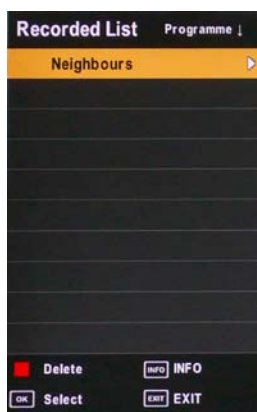 Recorded List Programme ↓
Neighbours
Delete INFO INFO
OK Select EXIT EXIT